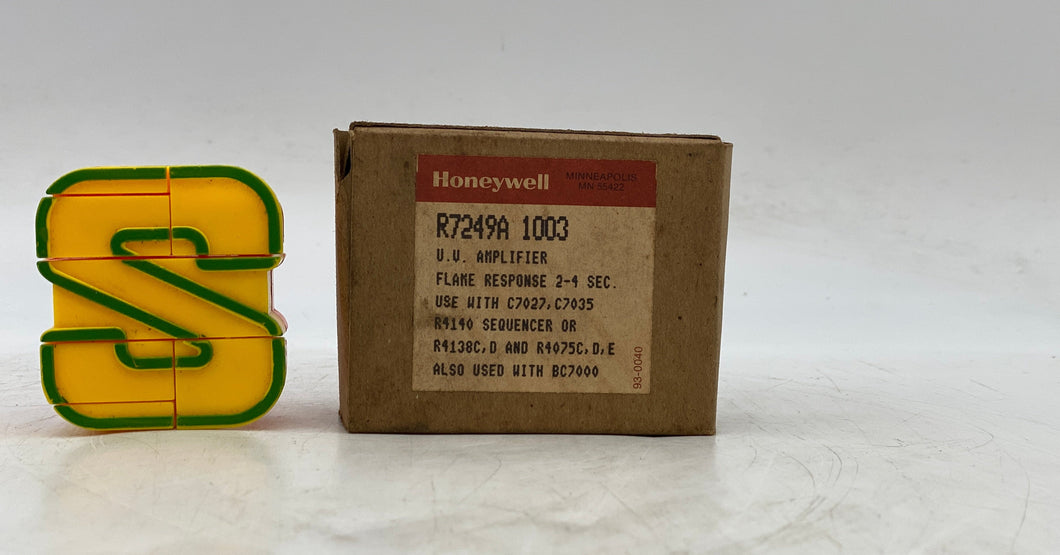 S
Honeywell
MINNEAPOLIS
MN 55422
R7249A 1003
U.V. AMPLIFIER
FLAME RESPONSE 2-4 SEC.
USE WITH C7027,C7035
R4140 SEQUENCER OR
R4138C,D AND R4075C,D,E
ALSO USED WITH BC7000
93-0040